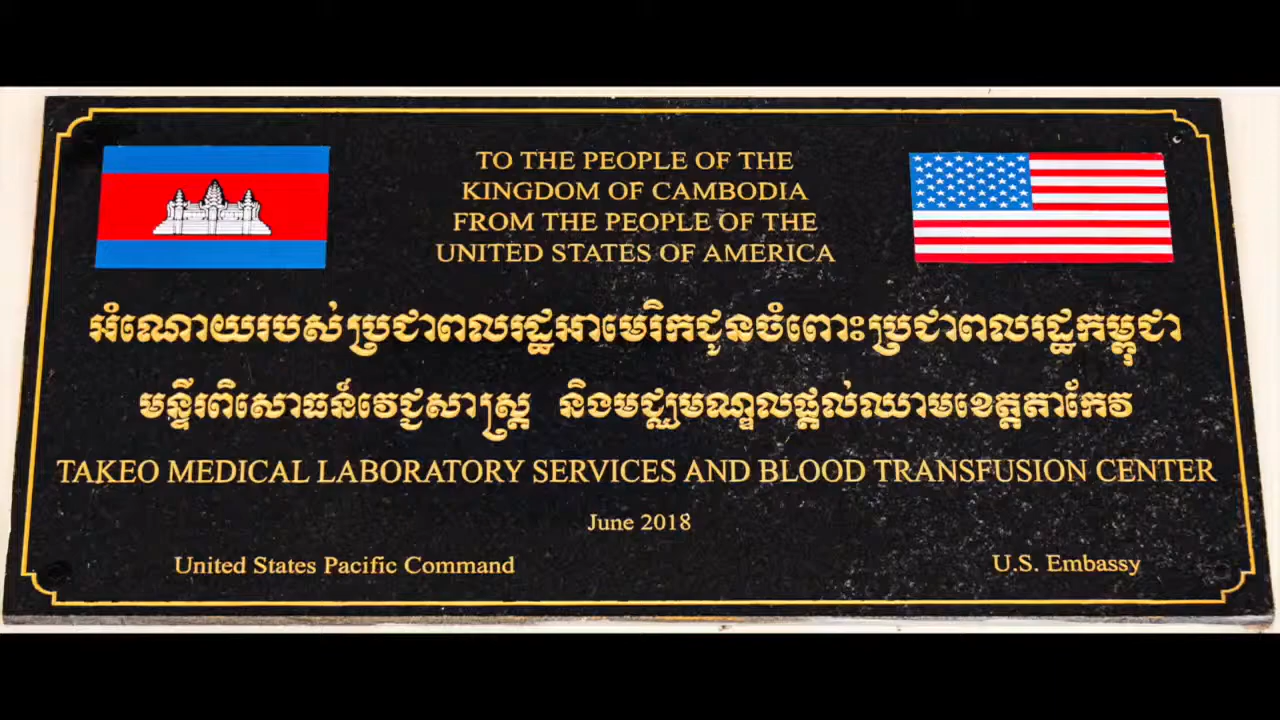 TO THE PEOPLE OF THE
KINGDOM OF CAMBODIA
FROM THE PEOPLE OF THE
UNITED STATES OF AMERICA
អំណោយរបស់ប្រជាពលរដ្ឋអាមេរិកជូនចំពោះប្រជាពលរដ្ឋកម្ពុជា
មន្ទីរពិសោធន៍វេជ្ជសាស្ត្រ និងមជ្ឈមណ្ឌលផ្តល់ឈាមខេត្តតាកែវ
TAKEO MEDICAL LABORATORY SERVICES AND BLOOD TRANSFUSION CENTER
June 2018
United States Pacific Command
U.S. Embassy